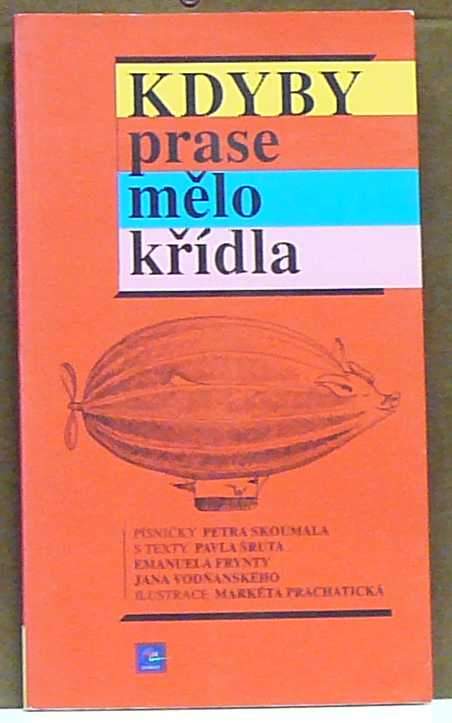 KDYBY
prase
mělo
křídla
PÍSNIČKY PETRA SKOUMALA
S TEXTY PAVLA ŠRUTA
EMANUELA FRYNTY
JANA VODŇANSKÉHO
ILUSTRACE MARKÉTA PRACHATICKÁ